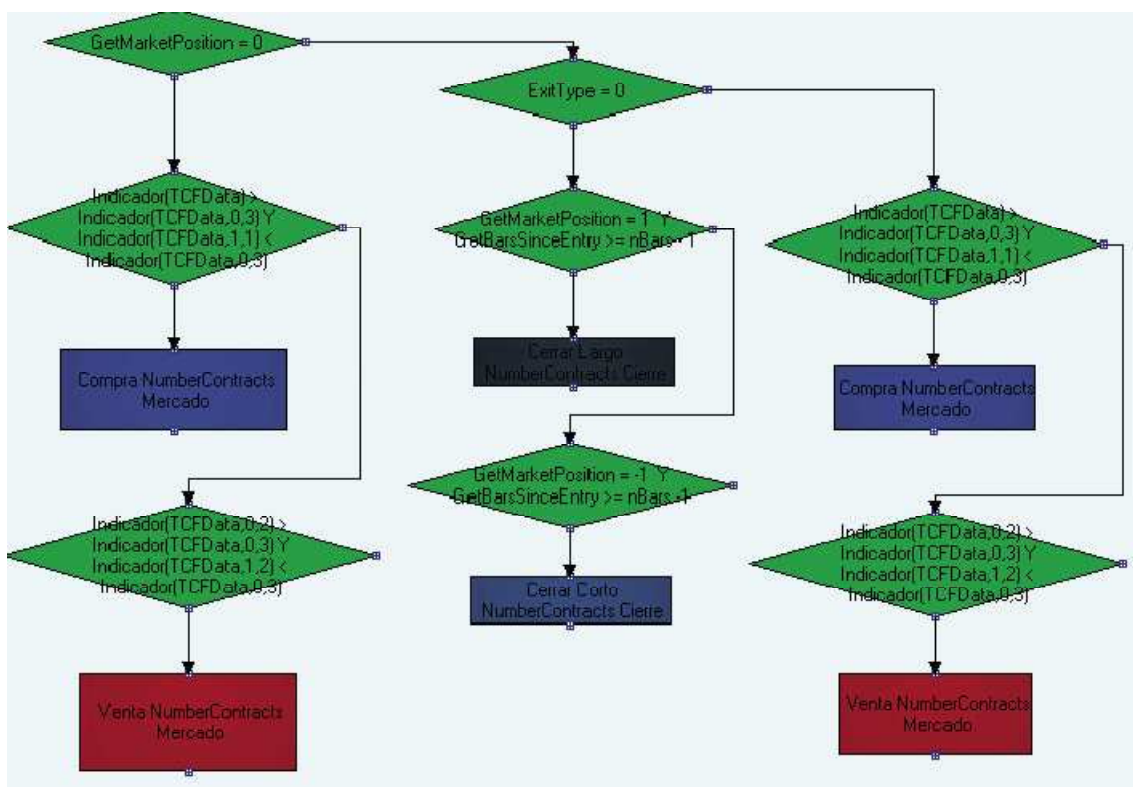 GetMarketPosition = 0
ExitType = 0
Indicador(TCFData) >
Indicador(TCFData,0,3) Y
Indicador(TCFData,1,1) <
Indicador(TCFData,0,3)
GetMarketPosition = 1 Y
GetBarsSinceEntry >= nBars -1
Indicador(TCFData) >
Indicador(TCFData,0,3) Y
Indicador(TCFData,1,1) <
Indicador(TCFData,0,3)
Compra NumberContracts
Mercado
Cerrar Largo
NumberContracts Cierre
Compra NumberContracts
Mercado
GetMarketPosition = -1 Y
GetBarsSinceEntry >= nBars -1
Indicador(TCFData,0,2) >
Indicador(TCFData,0,3) Y
Indicador(TCFData,1,2) <
Indicador(TCFData,0,3)
Indicador(TCFData,0,2) >
Indicador(TCFData,0,3) Y
Indicador(TCFData,1,2) <
Indicador(TCFData,0,3)
Cerrar Corto
NumberContracts Cierre
Venta NumberContracts
Mercado
Venta NumberContracts
Mercado